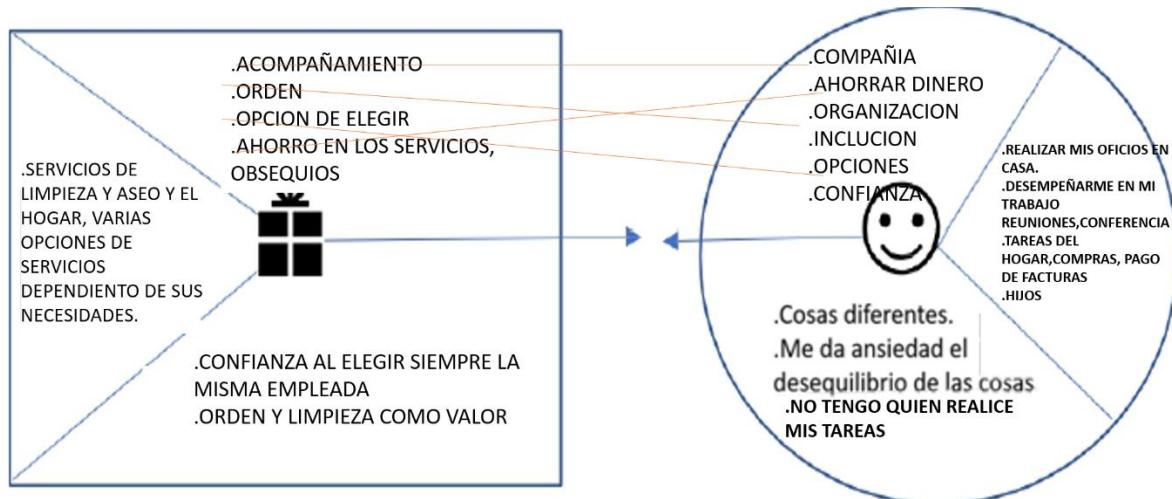 .ACOMPAÑAMIENTO
.ORDEN
.OPCION DE ELEGIR
.AHORRO EN LOS SERVICIOS,
OBSEQUIOS
.SERVICIOS DE
LIMPIEZA Y ASEO Y EL
HOGAR, VARIAS
OPCIONES DE
SERVICIOS
DEPENDIENTO DE SUS
NECESIDADES.
.CONFIANZA AL ELEGIR SIEMPRE LA
MISMA EMPLEADA
.ORDEN Y LIMPIEZA COMO VALOR
.COMPAÑIA
.AHORRAR DINERO
.ORGANIZACION
.INCLUCION
.OPCIONES
.CONFIANZA
.REALIZAR MIS OFICIOS EN
CASA.
.DESEMPEÑARME EN MI
TRABAJO
REUNIONES,CONFERENCIA
.TAREAS DEL
HOGAR,COMPRAS, PAGO
DE FACTURAS
.HIJOS
.Cosas diferentes.
.Me da ansiedad el
desequilibrio de las cosas
.NO TENGO QUIEN REALICE
MIS TAREAS